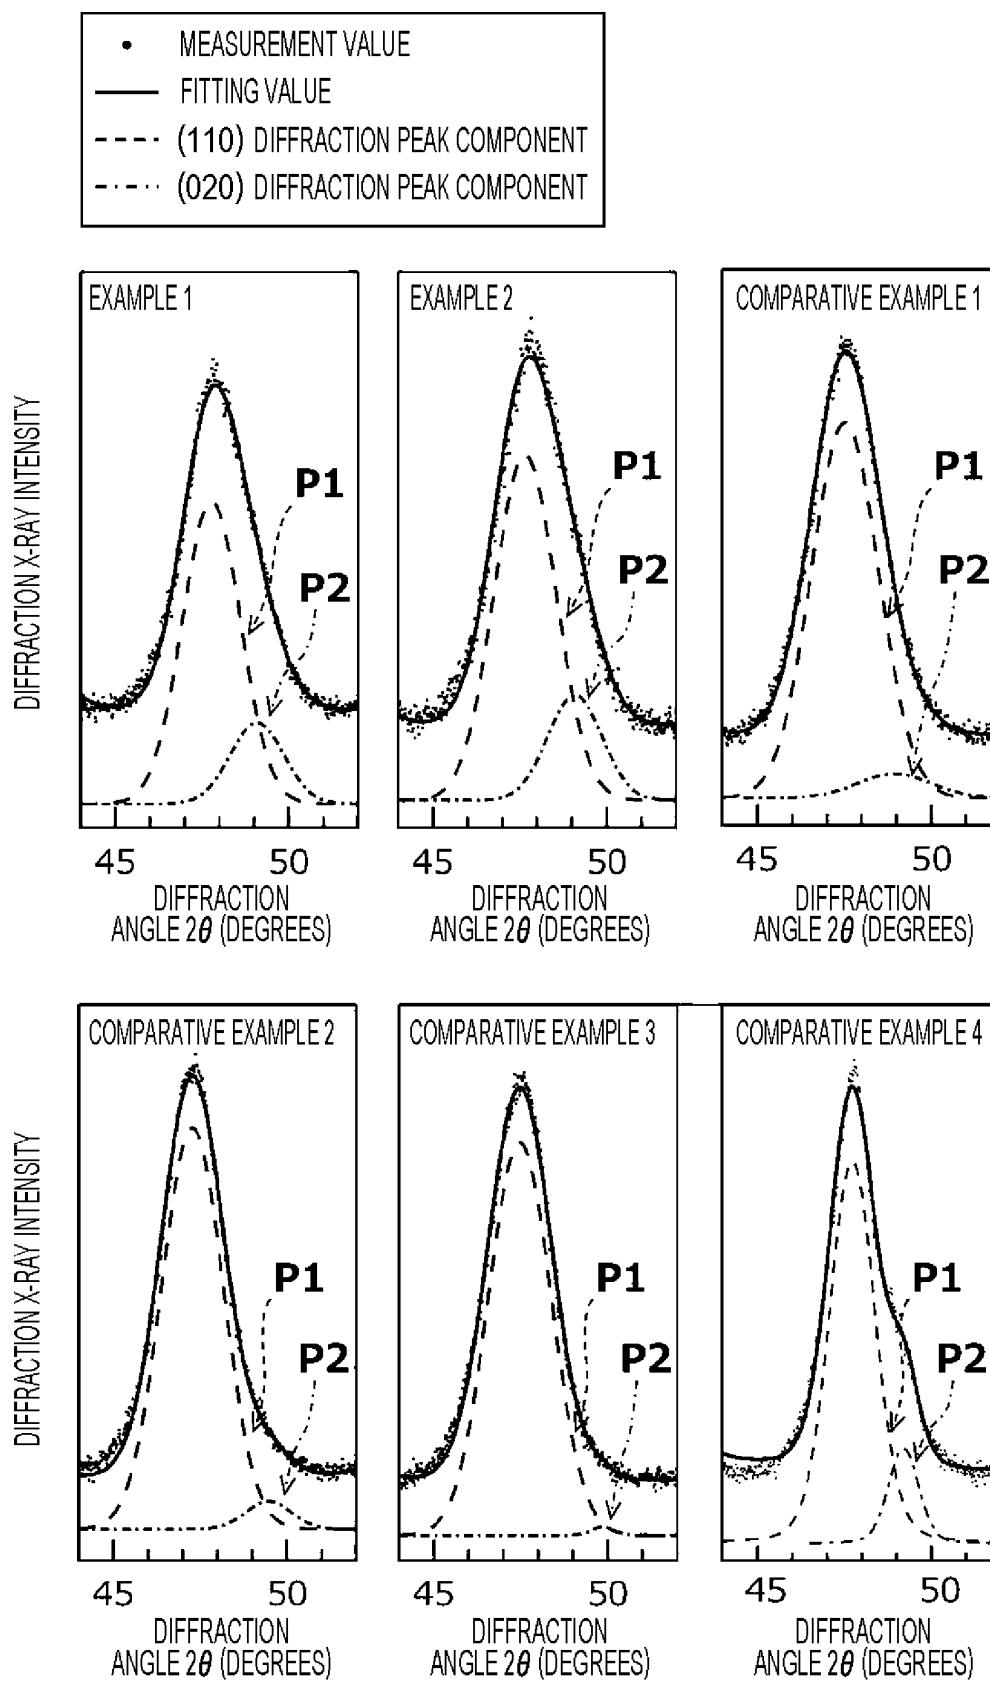 MEASUREMENT VALUE
FITTING VALUE
(110) DIFFRACTION PEAK COMPONENT
(020) DIFFRACTION PEAK COMPONENT
DIFFRACTION X-RAY INTENSITY
EXAMPLE 1
P1
P2
45 50
DIFFRACTION
ANGLE 2θ (DEGREES)
EXAMPLE 2
P1
P2
45 50
DIFFRACTION
ANGLE 2θ (DEGREES)
COMPARATIVE EXAMPLE 1
P1
P2
45 50
DIFFRACTION
ANGLE 2θ (DEGREES)
DIFFRACTION X-RAY INTENSITY
COMPARATIVE EXAMPLE 2
P1
P2
45 50
DIFFRACTION
ANGLE 2θ (DEGREES)
COMPARATIVE EXAMPLE 3
P1
P2
45 50
DIFFRACTION
ANGLE 2θ (DEGREES)
COMPARATIVE EXAMPLE 4
P1
P2
45 50
DIFFRACTION
ANGLE 2θ (DEGREES)